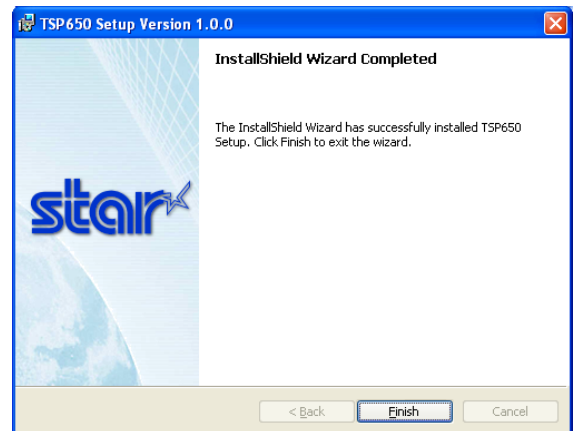 TSP650 Setup Version 1.0.0
InstallShield Wizard Completed
The InstallShield Wizard has successfully installed TSP650
Setup. Click Finish to exit the wizard.
star
< Back
Finish
Cancel